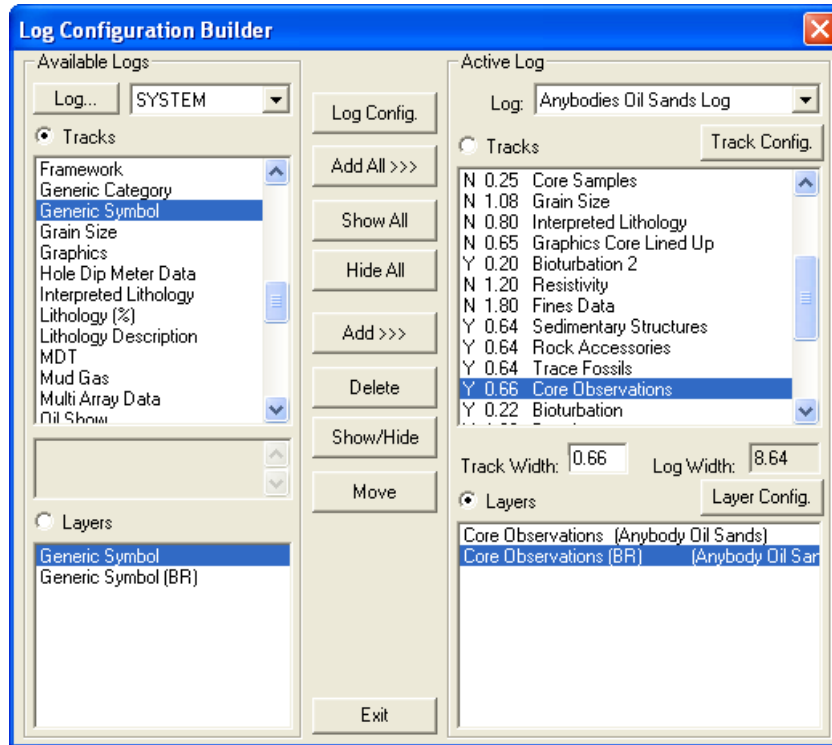 Log Configuration Builder
Available Logs
Log...
SYSTEM
Tracks
Framework
Generic Category
Generic Symbol
Grain Size
Graphics
Hole Dip Meter Data
Interpreted Lithology
Lithology (%)
Lithology Description
MDT
Mud Gas
Multi Array Data
Oil Show
Layers
Generic Symbol
Generic Symbol (BR)
Log Config.
Add All >>>
Show All
Hide All
Add >>>
Delete
Show/Hide
Move
Exit
Active Log
Log: Anybodies Oil Sands Log
Tracks
Track Config.
N 0.25 Core Samples
N 1.08 Grain Size
N 0.80 Interpreted Lithology
N 0.65 Graphics Core Lined Up
Y 0.20 Bioturbation 2
N 1.20 Resistivity
N 1.80 Fines Data
Y 0.64 Sedimentary Structures
Y 0.64 Rock Accessories
Y 0.64 Trace Fossils
Y 0.66 Core Observations
Y 0.22 Bioturbation
Track Width: 0.66 Log Width: 8.64
Layers
Layer Config.
Core Observations (Anybody Oil Sands)
Core Observations (BR) (Anybody Oil San